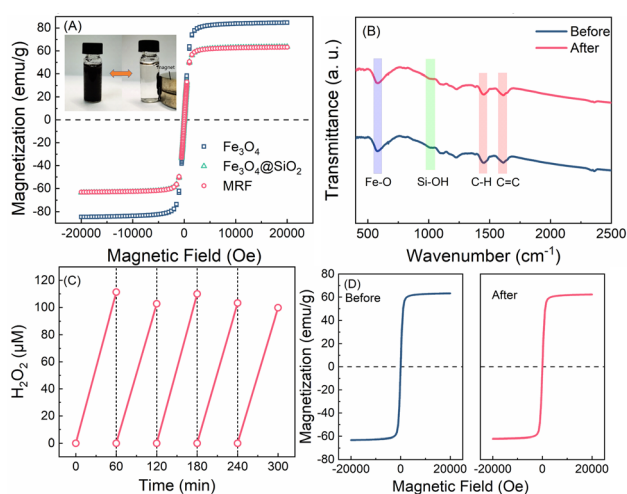 (A)
Magnetization (emu/g)
80
60
40
20
0
-20
-40
-60
-80
magnet
Fe₃O₄
Fe₃O₄@SiO₂
MRF
-20000 -10000 0 10000 20000
Magnetic Field (Oe)
(B)
Transmittance (a. u.)
Before
After
Fe-O Si-OH C-H C=C
500 1000 1500 2000 2500
Wavenumber (cm⁻¹)
(C)
H₂O₂ (μM)
120
100
80
60
40
20
0
0 60 120 180 240 300
Time (min)
(D)
Before
After
Magnetization (emu/g)
80
60
40
20
0
-20
-40
-60
-80
-20000 0 20000 -20000 0 20000
Magnetic Field (Oe)